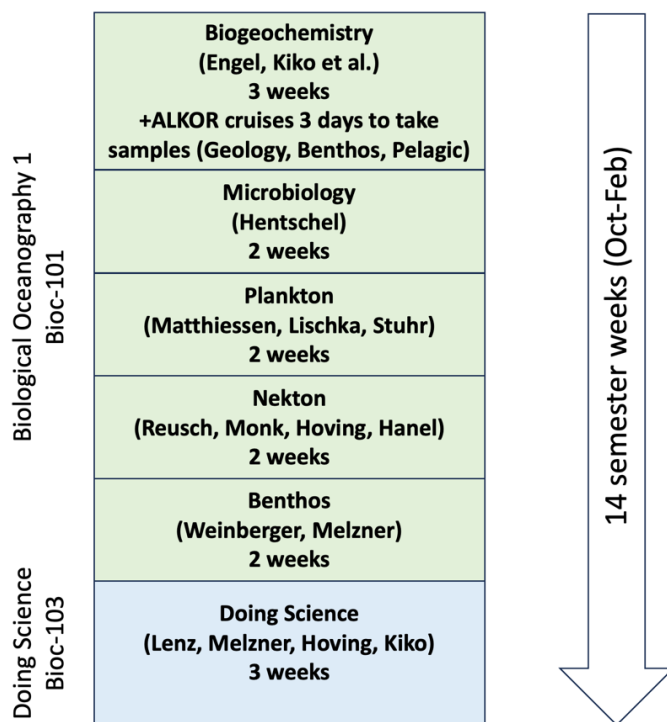 Biological Oceanography 1
Bioc-101
Biogeochemistry
(Engel, Kiko et al.)
3 weeks
+ALKOR cruises 3 days to take
samples (Geology, Benthos, Pelagic)
Microbiology
(Hentschel)
2 weeks
Plankton
(Matthiessen, Lischka, Stuhr)
2 weeks
Nekton
(Reusch, Monk, Hoving, Hanel)
2 weeks
Benthos
(Weinberger, Melzner)
2 weeks
Doing Science
Bioc-103
Doing Science
(Lenz, Melzner, Hoving, Kiko)
3 weeks
14 semester weeks (Oct-Feb)